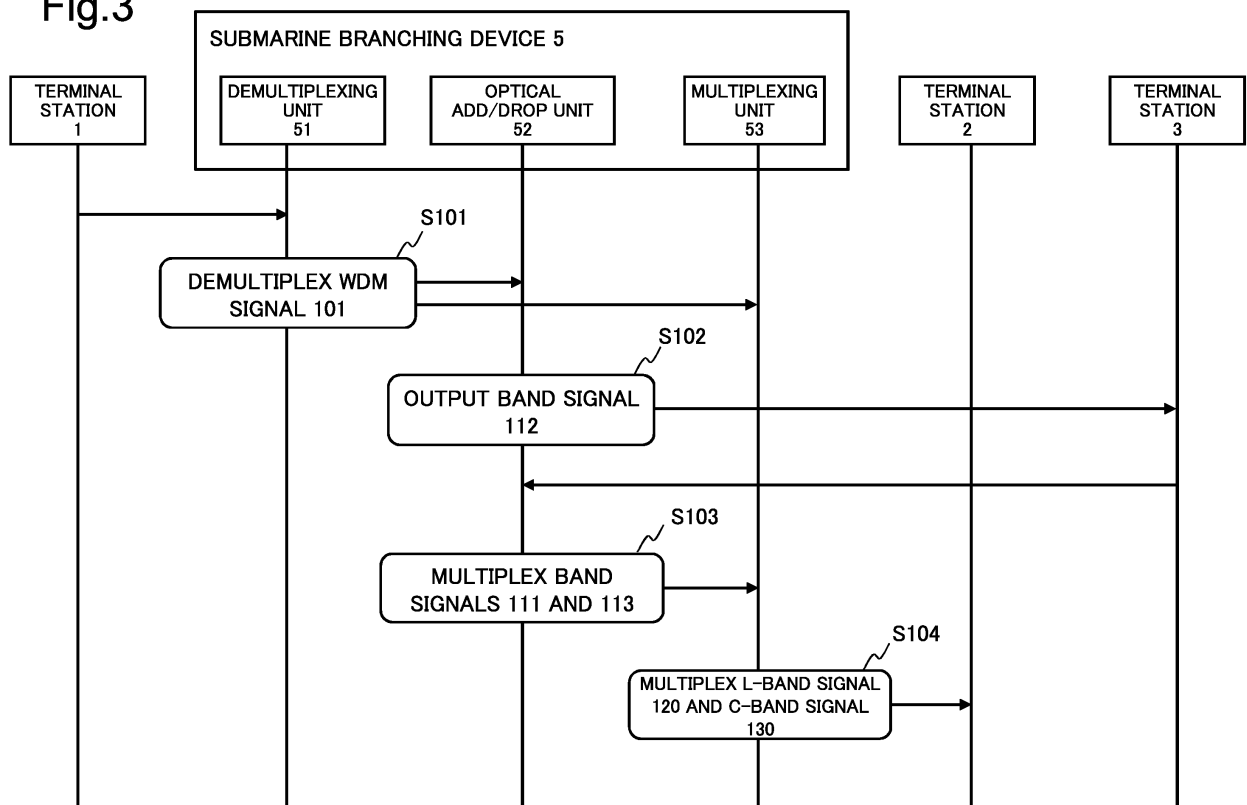 Fig.3
SUBMARINE BRANCHING DEVICE 5
TERMINAL
STATION
1
DEMULTIPLEXING
UNIT
51
OPTICAL
ADD/DROP UNIT
52
MULTIPLEXING
UNIT
53
TERMINAL
STATION
2
TERMINAL
STATION
3
S101
DEMULTIPLEX WDM
SIGNAL 101
S102
OUTPUT BAND SIGNAL
112
S103
MULTIPLEX BAND
SIGNALS 111 AND 113
S104
MULTIPLEX L-BAND SIGNAL
120 AND C-BAND SIGNAL
130